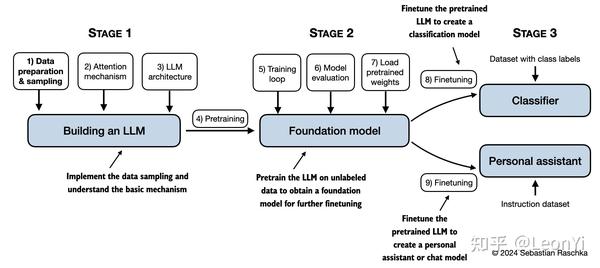 STAGE 1
1) Data
preparation
& sampling
2) Attention
mechanism
3) LLM
architecture
Building an LLM
Implement the data sampling and
understand the basic mechanism
4) Pretraining
STAGE 2
5) Training
loop
6) Model
evaluation
7) Load
pretrained
weights
Foundation model
Pretrain the LLM on unlabeled
data to obtain a foundation
model for further finetuning
Finetune the pretrained
LLM to create a
classification model
8) Finetuning
STAGE 3
Dataset with class labels
Classifier
9) Finetuning
Personal assistant
Instruction dataset
Finetune the
pretrained LLM to
create a personal
assistant or chat model
知乎 @LeonYi
© 2024 Sebastian Raschka